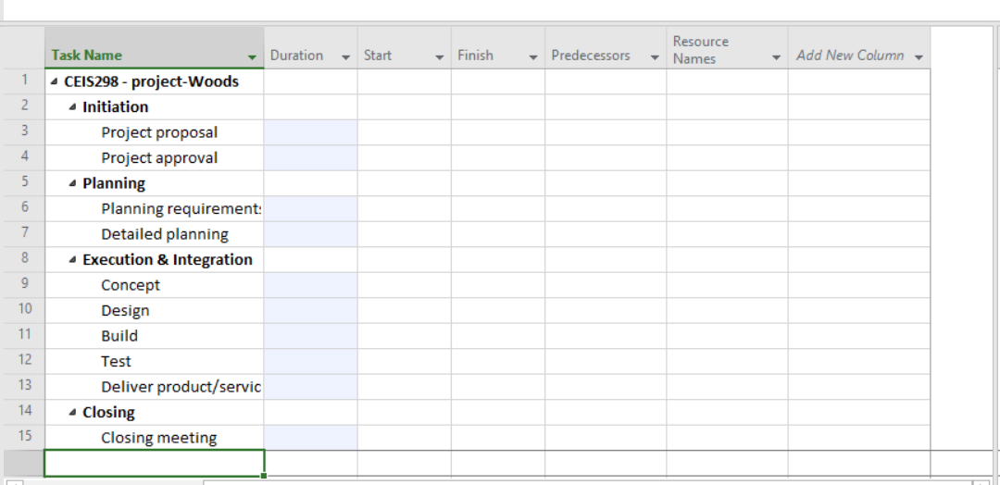 Task Name Duration Start Finish Predecessors Resource Names Add New Column
1 CEIS298 - project-Woods
2 Initiation
3 Project proposal
4 Project approval
5 Planning
6 Planning requirements
7 Detailed planning
8 Execution & Integration
9 Concept
10 Design
11 Build
12 Test
13 Deliver product/servic
14 Closing
15 Closing meeting